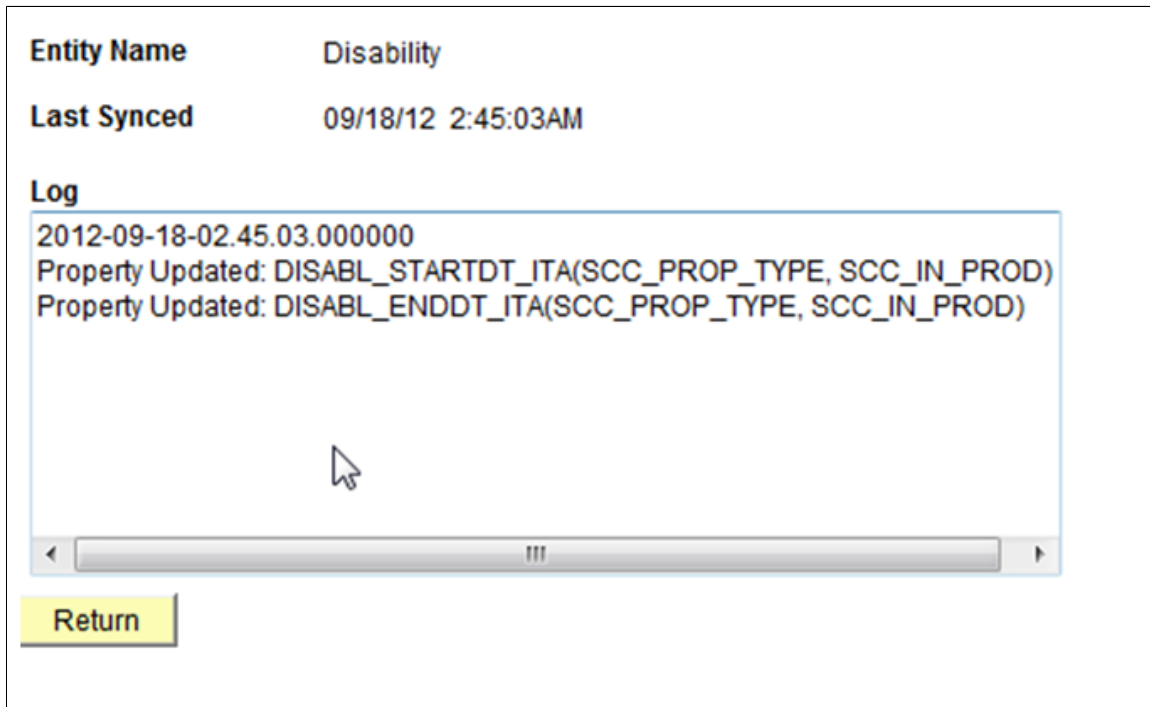 Entity Name Disability
Last Synced 09/18/12 2:45:03AM
Log
2012-09-18-02.45.03.000000
Property Updated: DISABL_STARTDT_ITA(SCC_PROP_TYPE, SCC_IN_PROD)
Property Updated: DISABL_ENDDT_ITA(SCC_PROP_TYPE, SCC_IN_PROD)
Return